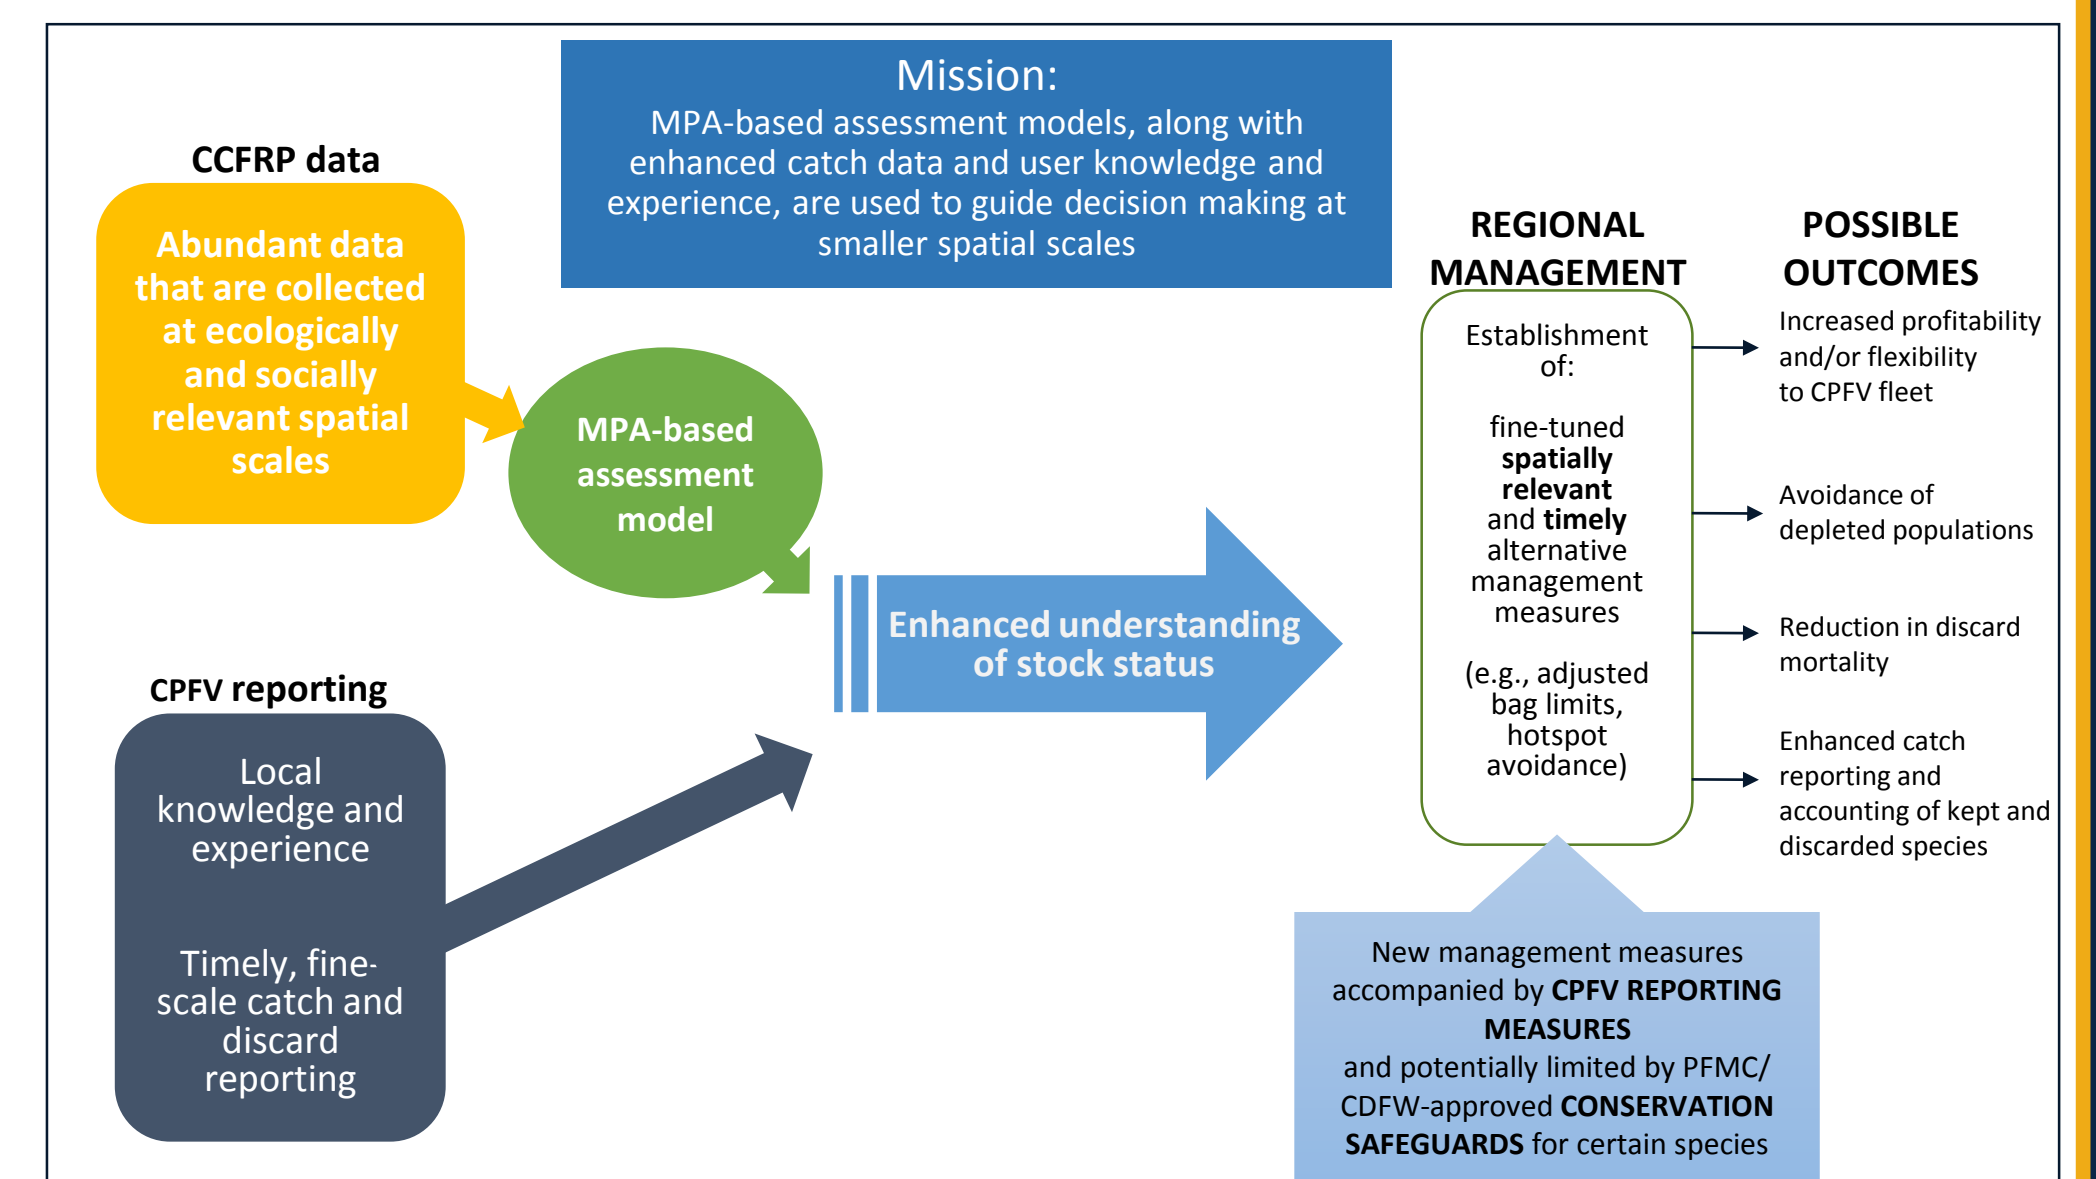 Mission:
MPA-based assessment models, along with
enhanced catch data and user knowledge and
experience, are used to guide decision making at
smaller spatial scales
CCFRP data
Abundant data
that are collected
at ecologically
and socially
relevant spatial
scales
MPA-based
assessment
model
CPFV reporting
Local
knowledge and
experience
Timely, fine-
scale catch and
discard
reporting
Enhanced understanding
of stock status
REGIONAL
MANAGEMENT
Establishment
of:
fine-tuned
spatially
relevant
and timely
alternative
management
measures
(e.g., adjusted
bag limits,
hotspot
avoidance)
POSSIBLE
OUTCOMES
Increased profitability
and/or flexibility
to CPFV fleet
Avoidance of
depleted populations
Reduction in discard
mortality
Enhanced catch
reporting and
accounting of kept and
discarded species
New management measures
accompanied by CPFV REPORTING
MEASURES
and potentially limited by PFMC/
CDFW-approved CONSERVATION
SAFEGUARDS for certain species